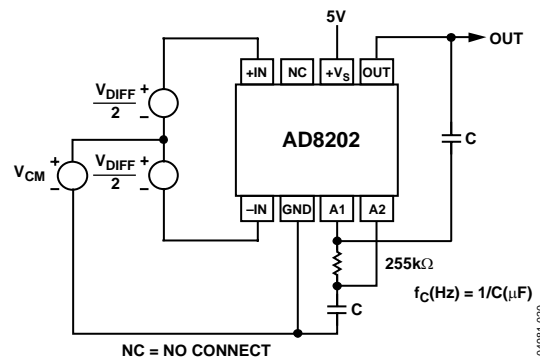 5V
OUT
+IN
NC
+VS
OUT
VDIFF
2
+
−
AD8202
C
VCM
+
−
VDIFF
2
+
−
−IN
GND
A1
A2
255kΩ
fC(Hz) = 1/C(µF)
C
NC = NO CONNECT